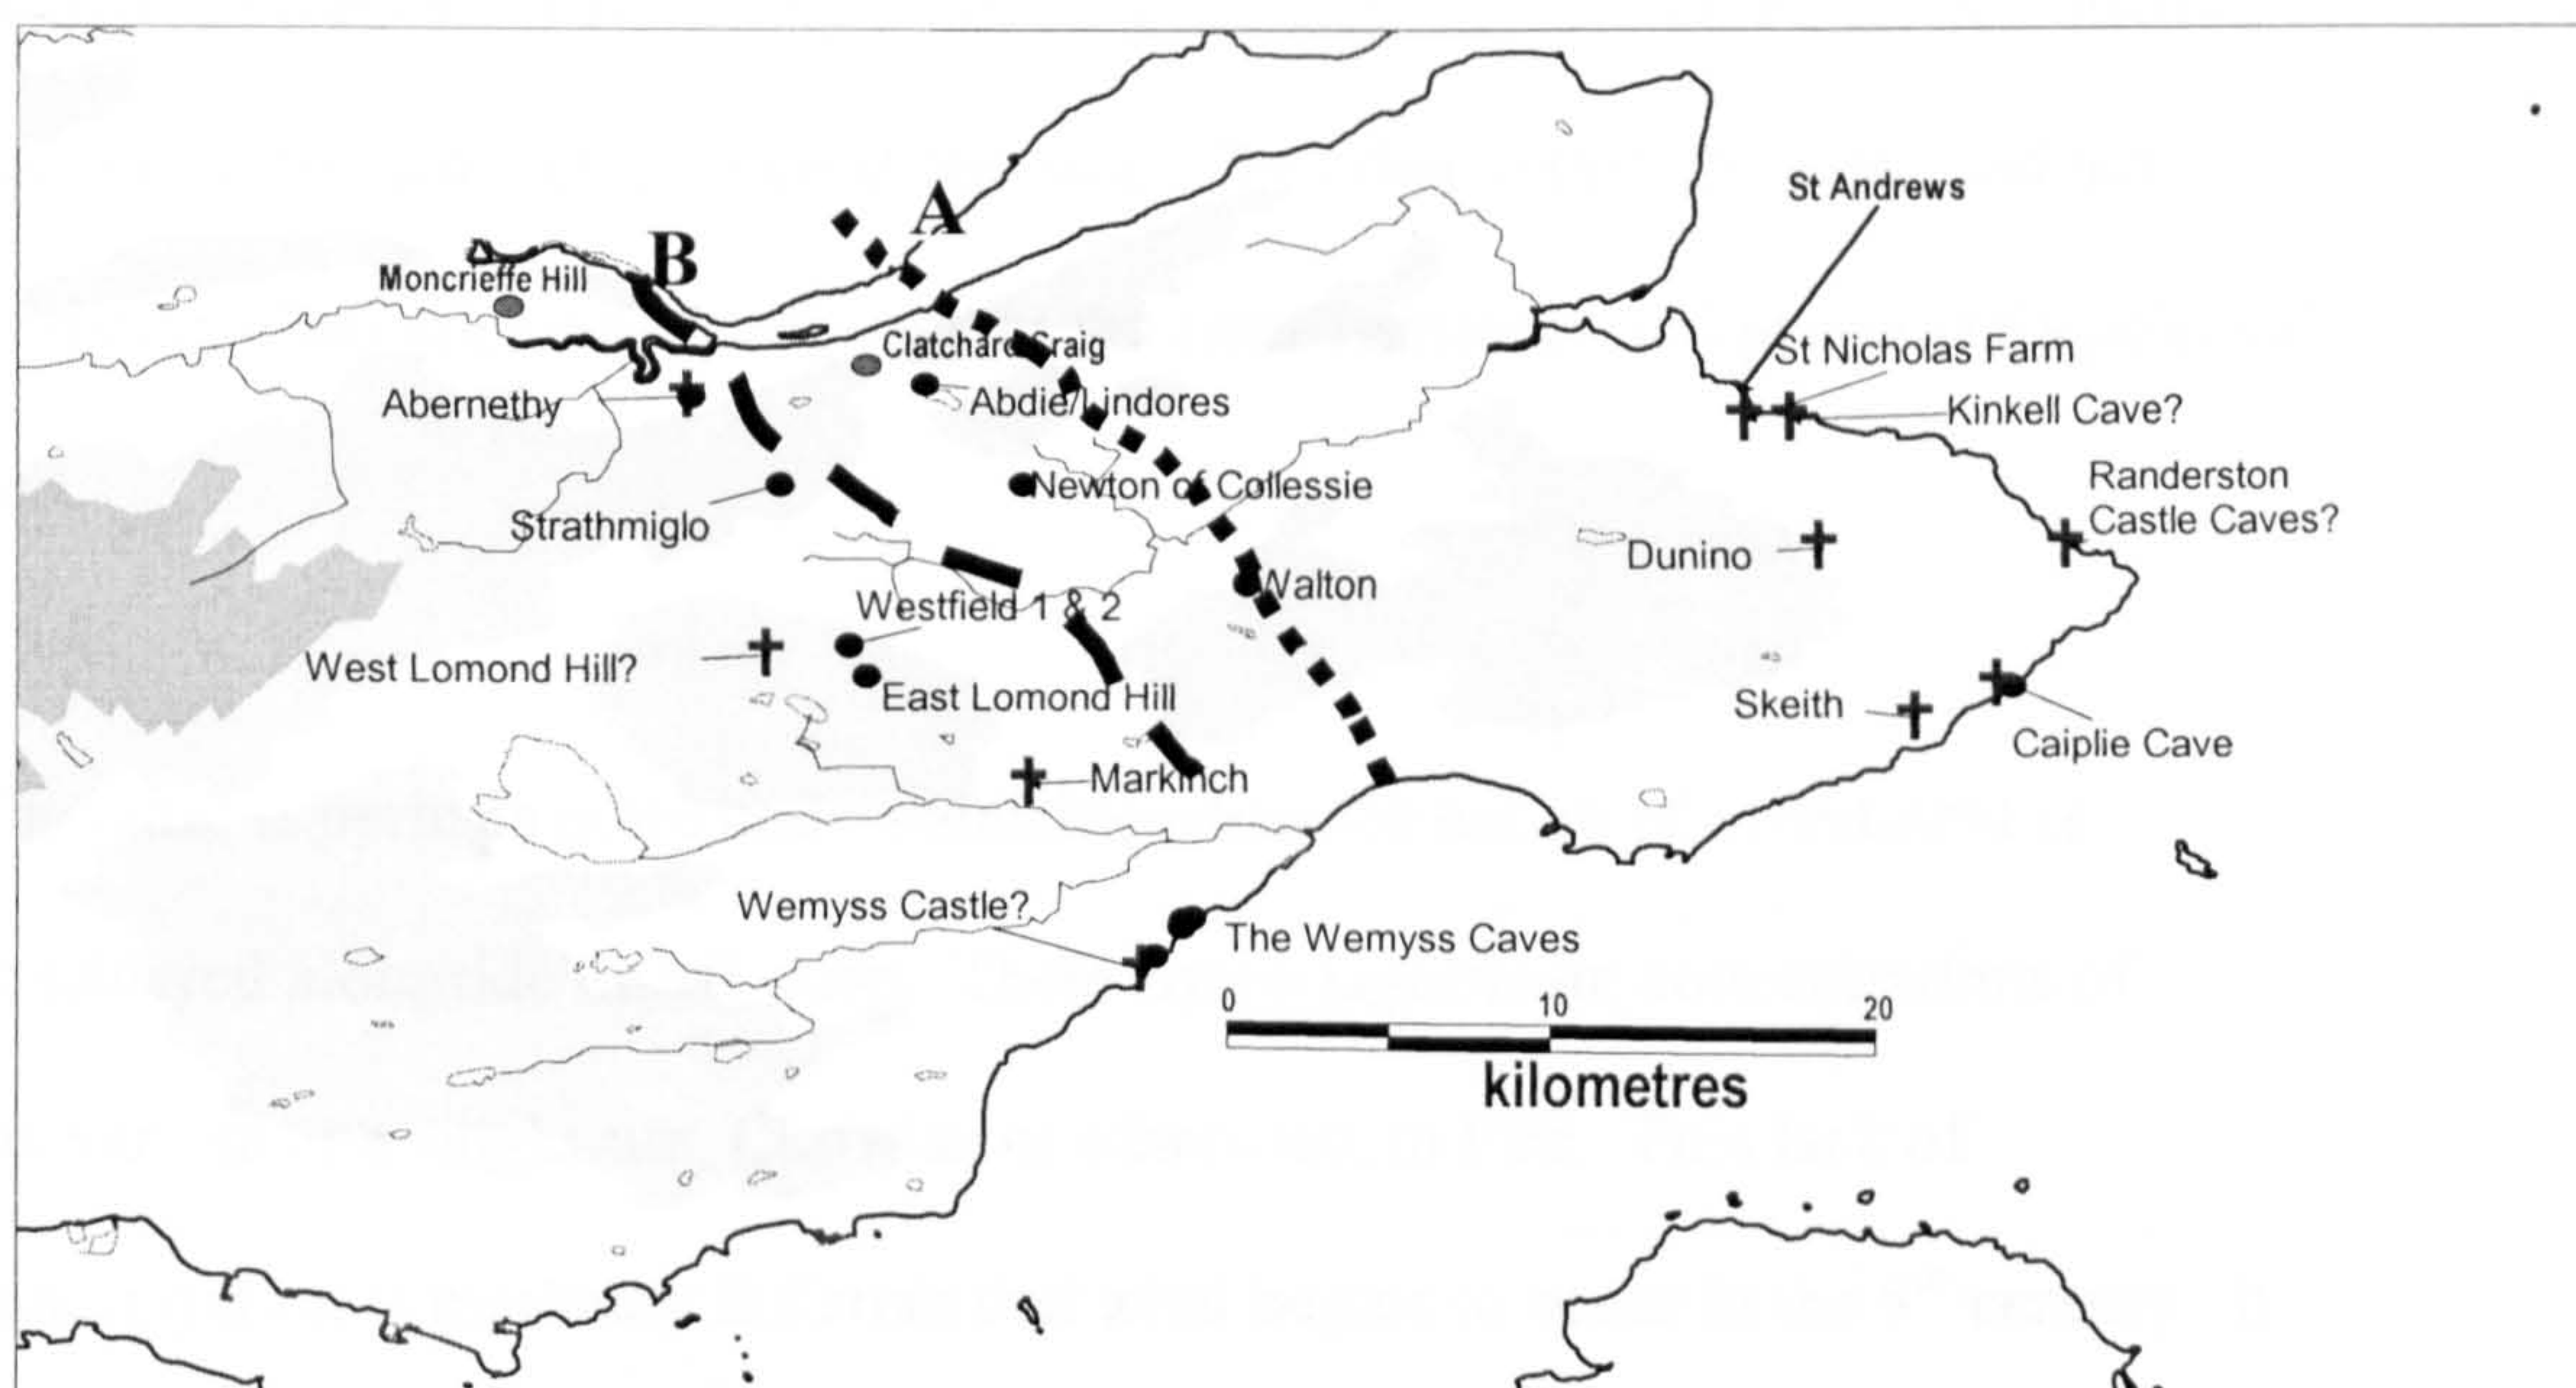 St Andrews
A
B
Moncrieffe Hill
Clatchard Craig
St Nicholas Farm
Abernethy
Abdie/Lindores
Kinkell Cave?
Newton of Collessie
Randerston
Castle Caves?
Strathmiglo
Dunino
Walton
Westfield 1 & 2
West Lomond Hill?
East Lomond Hill
Skeith
Caiplie Cave
Markinch
Wemyss Castle?
The Wemyss Caves
0 10 20
kilometres